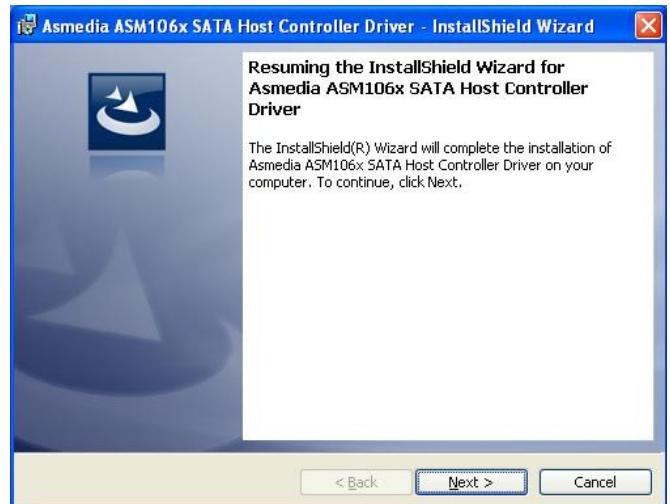 Asmedia ASM106x SATA Host Controller Driver - InstallShield Wizard
Resuming the InstallShield Wizard for
Asmedia ASM106x SATA Host Controller
Driver
The InstallShield(R) Wizard will complete the installation of
Asmedia ASM106x SATA Host Controller Driver on your
computer. To continue, click Next.
< Back
Next >
Cancel